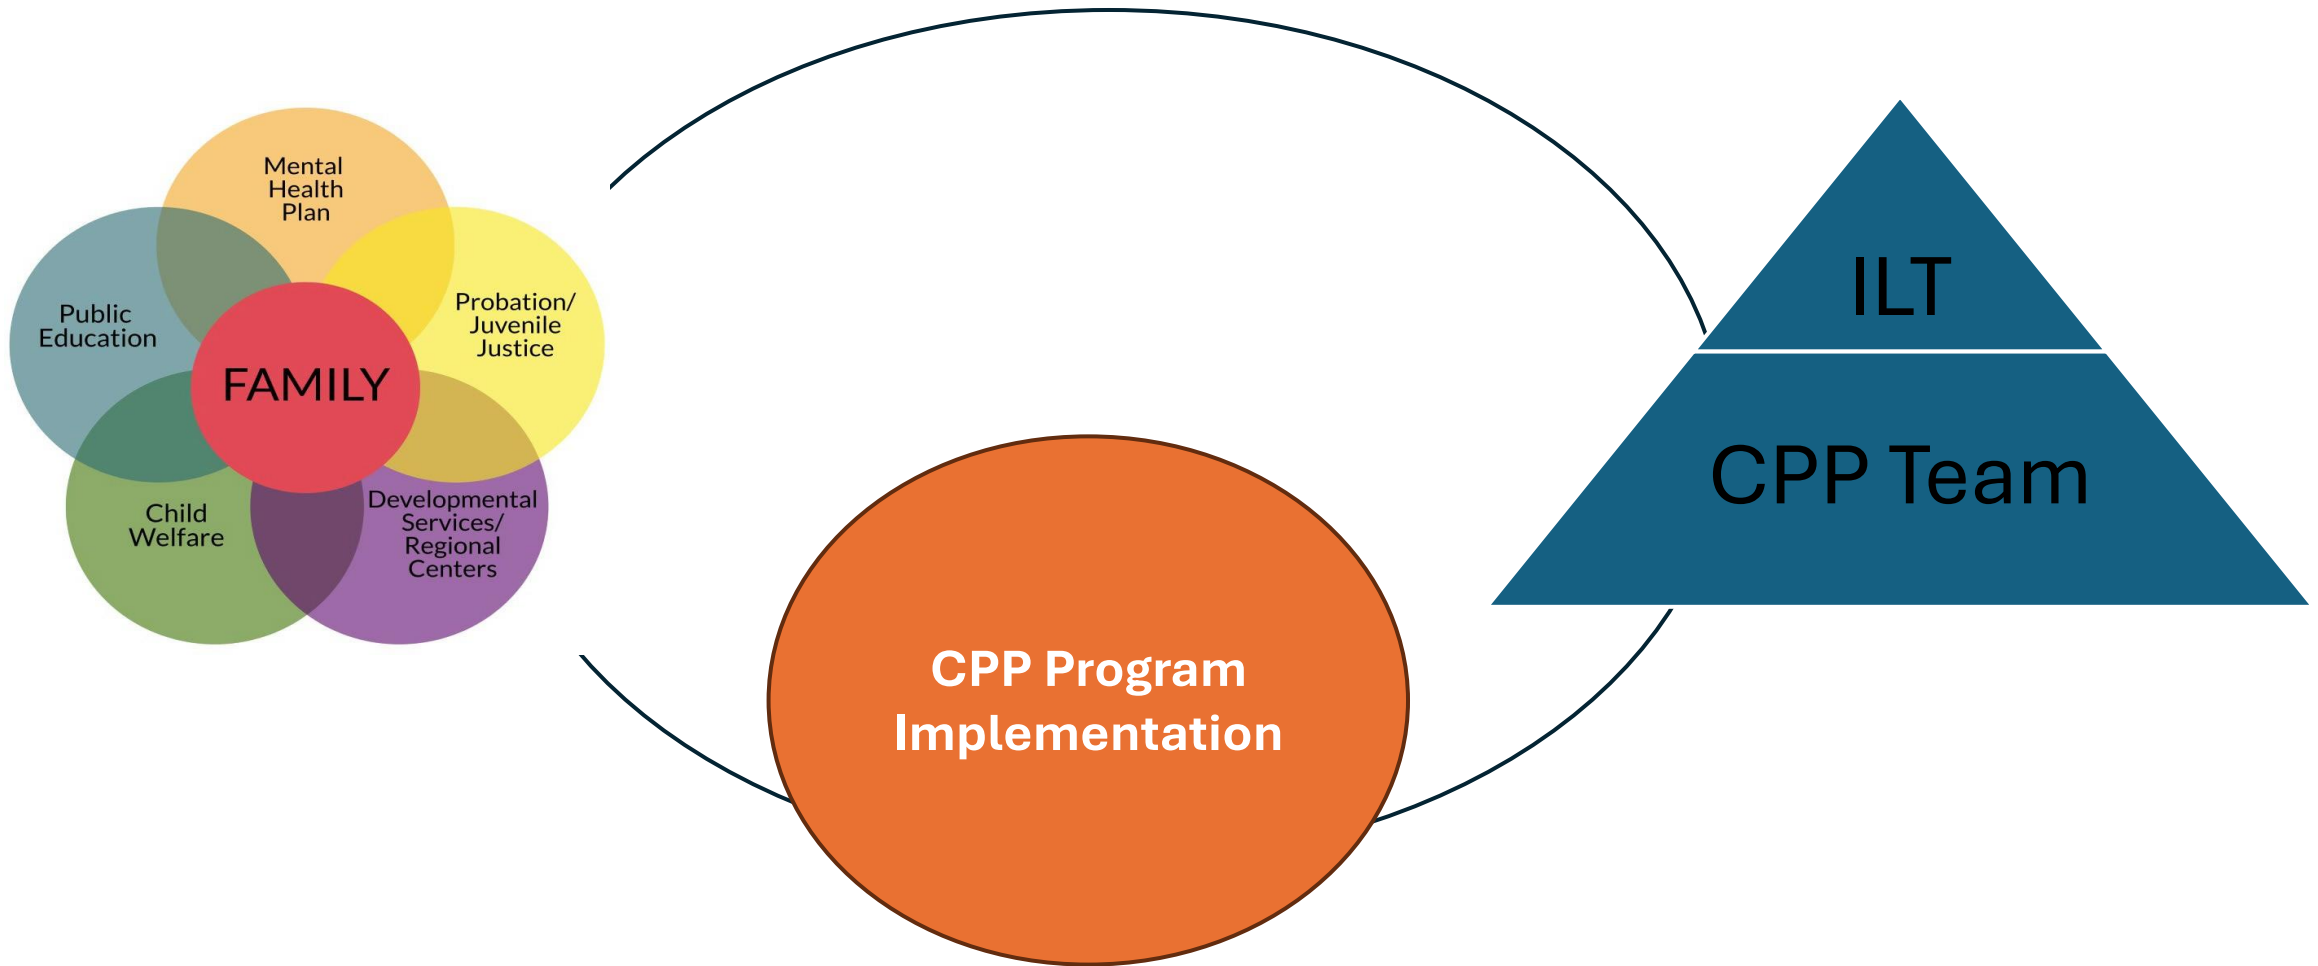 Mental
Health
Plan
Public
Education
Probation/
Juvenile
Justice
FAMILY
Child
Welfare
Developmental
Services/
Regional
Centers
CPP Program
Implementation
ILT
CPP Team